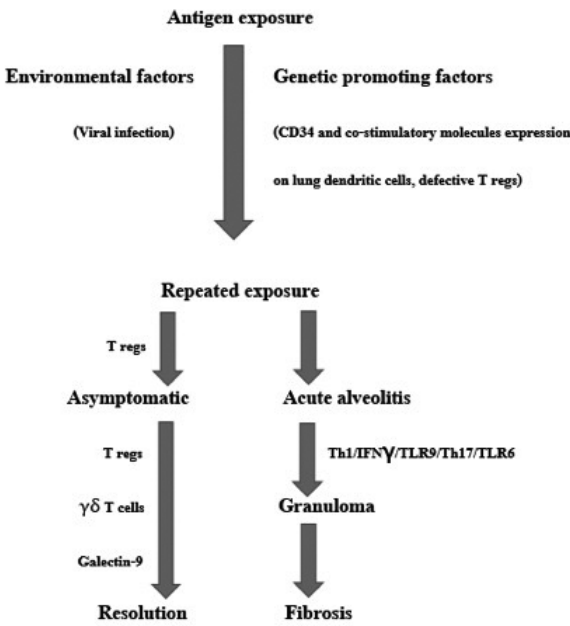 Antigen exposure
Environmental factors
Genetic promoting factors
(Viral infection)
(CD34 and co-stimulatory molecules expression
on lung dendritic cells, defective T regs)
Repeated exposure
T regs
Asymptomatic
Acute alveolitis
T regs
Th1/IFNγ/TLR9/Th17/TLR6
γδ T cells
Granuloma
Galectin-9
Resolution
Fibrosis